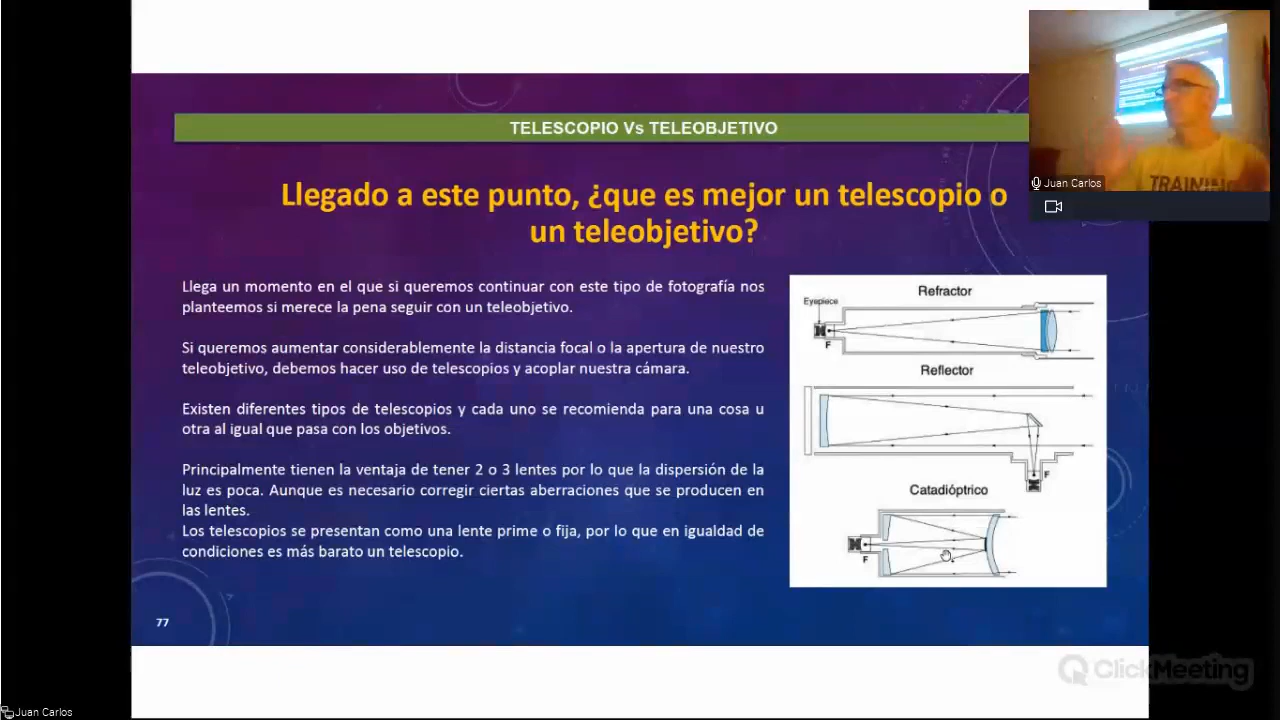 TELESCOPIO Vs TELEOBJETIVO
Llegado a este punto, ¿que es mejor un telescopio o
un teleobjetivo?
Llega un momento en el que si queremos continuar con este tipo de fotografía nos
planteemos si merece la pena seguir con un teleobjetivo.
Si queremos aumentar considerablemente la distancia focal o la apertura de nuestro
teleobjetivo, debemos hacer uso de telescopios y acoplar nuestra cámara.
Existen diferentes tipos de telescopios y cada uno se recomienda para una cosa u
otra al igual que pasa con los objetivos.
Principalmente tienen la ventaja de tener 2 o 3 lentes por lo que la dispersión de la
luz es poca. Aunque es necesario corregir ciertas aberraciones que se producen en
las lentes.
Los telescopios se presentan como una lente prime o fija, por lo que en igualdad de
condiciones es más barato un telescopio.
77
Refractor
Eyepiece
F
Reflector
F
Catadióptrico
F
TRAINING
Juan Carlos
ClickMeeting
Juan Carlos